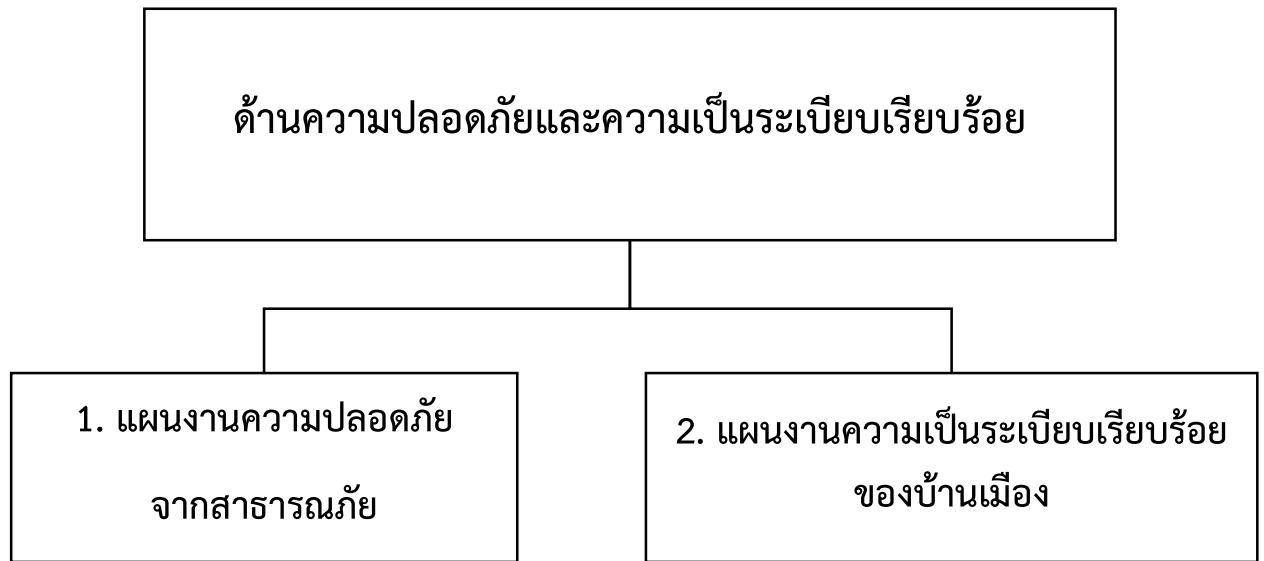 ด้านความปลอดภัยและความเป็นระเบียบเรียบร้อย
1. แผนงานความปลอดภัย
จากสาธารณภัย
2. แผนงานความเป็นระเบียบเรียบร้อย
ของบ้านเมือง